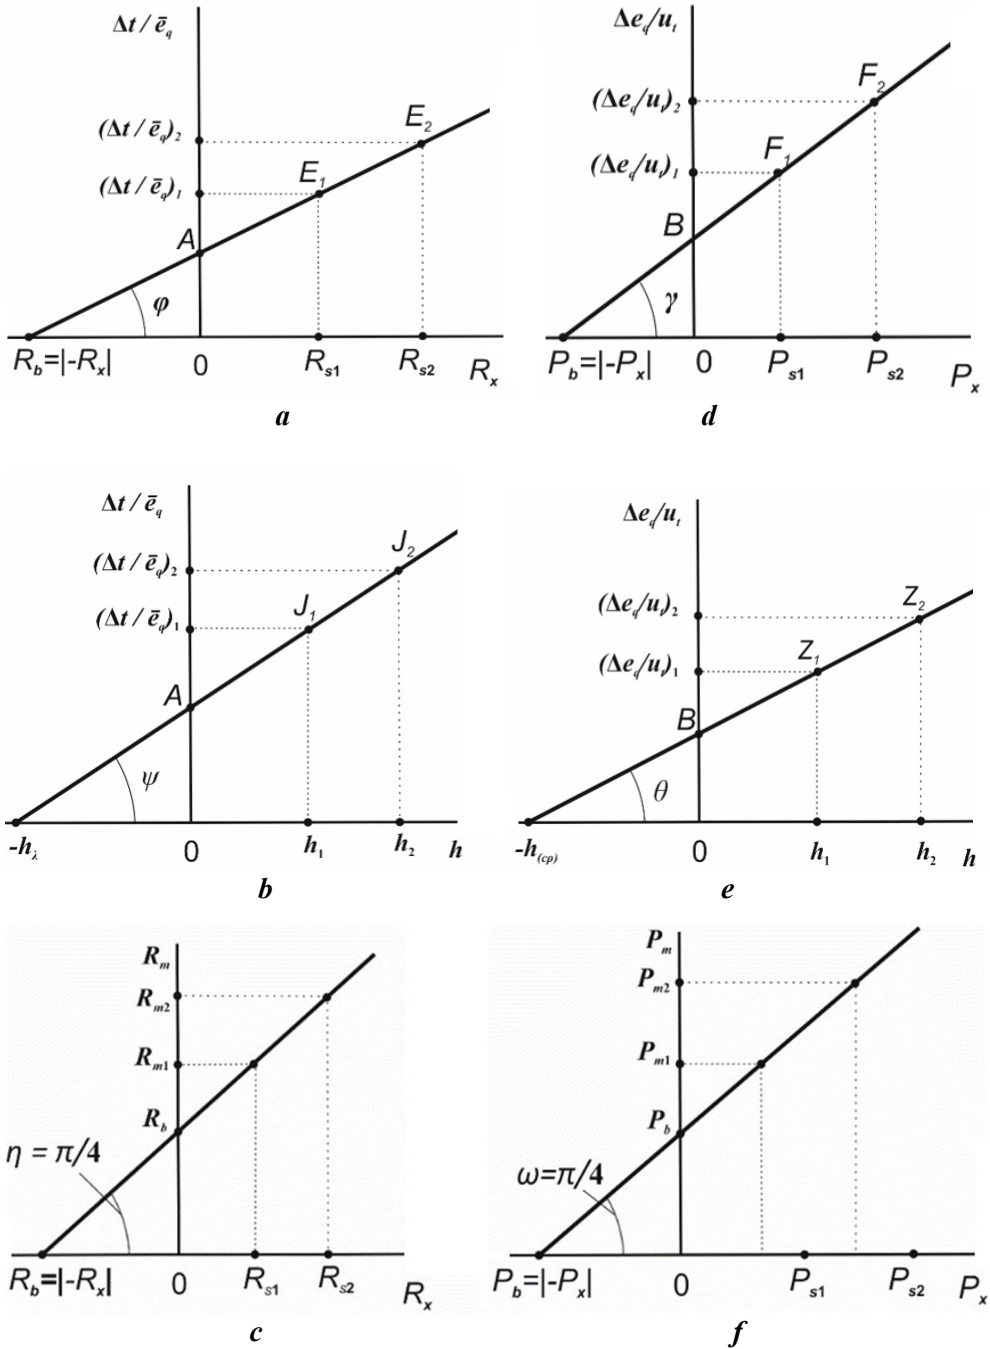 Δt / ē_q
(Δt / ē_q)_2
(Δt / ē_q)_1
E_2
E_1
A
φ
R_b=|-R_x|
0
R_s1
R_s2
R_x
a
Δe_q/u_t
(Δe_q/u_t)_2
(Δe_q/u_t)_1
F_2
F_1
B
γ
P_b=|-P_x|
0
P_s1
P_s2
P_x
d
Δt / ē_q
(Δt / ē_q)_2
(Δt / ē_q)_1
J_2
J_1
A
ψ
-h_λ
0
h_1
h_2
h
b
Δe_q/u_t
(Δe_q/u_t)_2
(Δe_q/u_t)_1
Z_2
Z_1
B
θ
-h_(cp)
0
h_1
h_2
h
e
R_m
R_m2
R_m1
R_b
η = π/4
R_b=|-R_x|
0
R_s1
R_s2
R_x
c
P_m
P_m2
P_m1
P_b
ω=π/4
P_b=|-P_x|
0
P_s1
P_s2
P_x
f